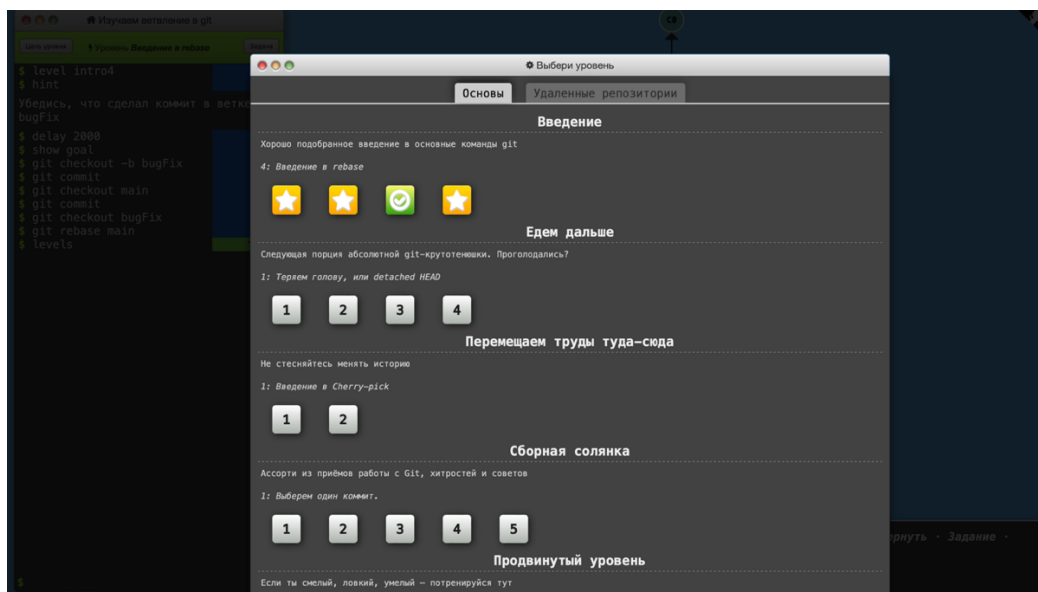 Изучаем ветвление в git
Цель уровня
Уровень Введение в rebase
Задачи
$ level intro4
$ hint
Убедись, что сделал коммит в ветке
bugFix
$ delay 2000
$ show goal
$ git checkout -b bugFix
$ git commit
$ git checkout main
$ git commit
$ git checkout bugFix
$ git rebase main
$ levels
$
C0
Выбери уровень
Основы
Удаленные репозитории
Введение
Хорошо подобранное введение в основные команды git
4: Введение в rebase
Едем дальше
Следующая порция абсолютной git-крутотенюшки. Проголодались?
1: Теряем голову, или detached HEAD
1 2 3 4
Перемещаем труды туда-сюда
Не стесняйтесь менять историю
1: Введение в Cherry-pick
1 2
Сборная солянка
Ассорти из приёмов работы с Git, хитростей и советов
1: Выберем один коммит.
1 2 3 4 5
Продвинутый уровень
Если ты смелый, ловкий, умелый – потренируйся тут
рнуть · Задание ·